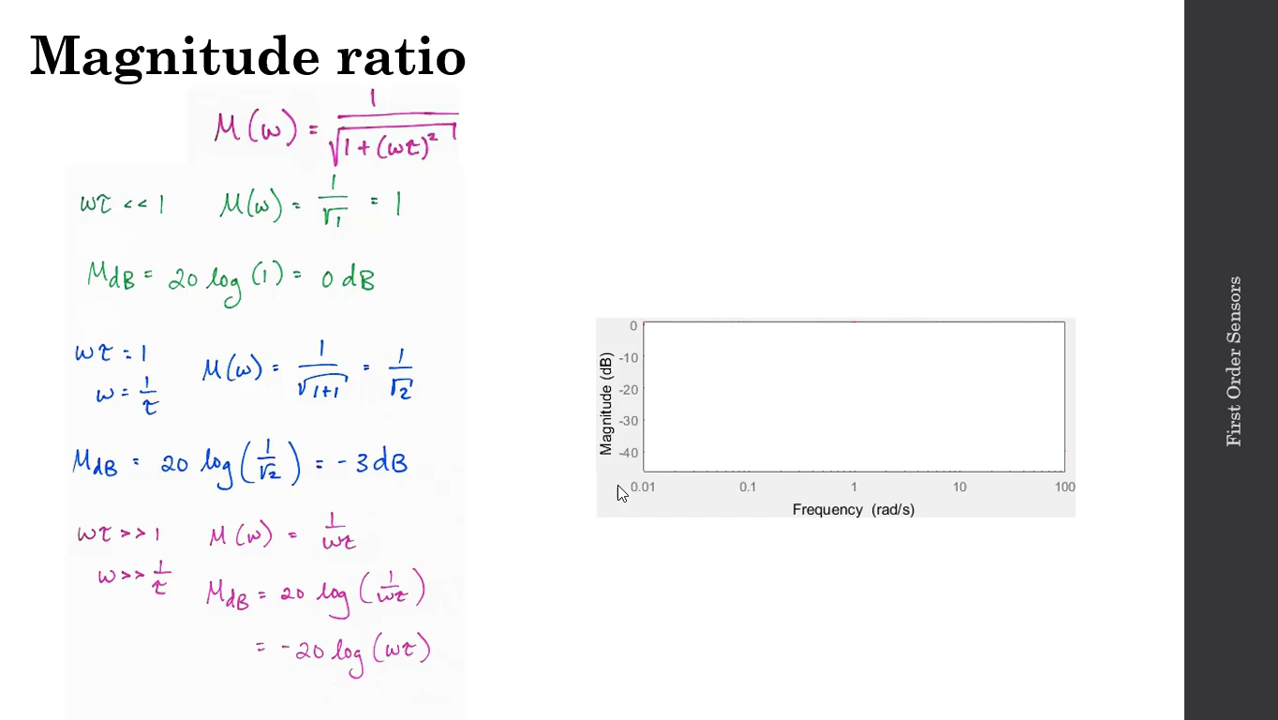 Magnitude ratio
M(ω) = 1/√(1 + (ωτ)²)
ωτ << 1 M(ω) = 1/√1 = 1
MdB = 20 log (1) = 0 dB
ωτ = 1 M(ω) = 1/√(1+1) = 1/√2
ω = 1/τ
MdB = 20 log (1/√2) = -3 dB
ωτ >> 1 M(ω) = 1/ωτ
ω >> 1/τ MdB = 20 log (1/ωτ)
= -20 log (ωτ)
Magnitude (dB)
0
-10
-20
-30
-40
0.01 0.1 1 10 100
Frequency (rad/s)
First Order Sensors